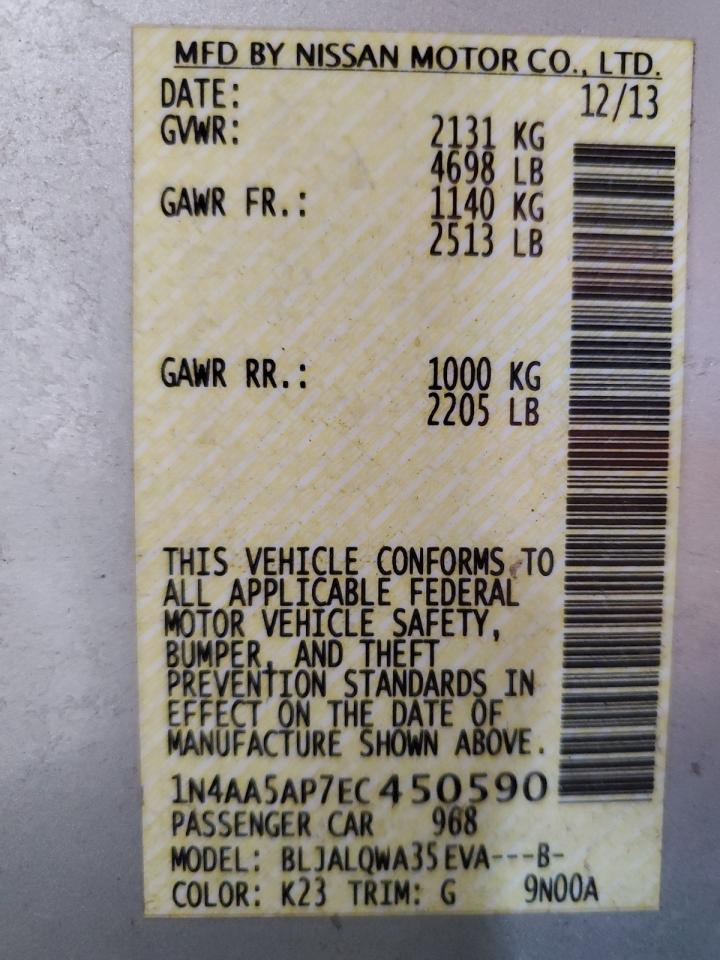 MFD BY NISSAN MOTOR CO., LTD.
DATE: 12/13
GVWR: 2131 KG
4698 LB
GAWR FR.: 1140 KG
2513 LB
GAWR RR.: 1000 KG
2205 LB
THIS VEHICLE CONFORMS TO
ALL APPLICABLE FEDERAL
MOTOR VEHICLE SAFETY,
BUMPER, AND THEFT
PREVENTION STANDARDS IN
EFFECT ON THE DATE OF
MANUFACTURE SHOWN ABOVE.
1N4AA5AP7EC450590
PASSENGER CAR 968
MODEL: BLJALQWA35EVA---B-
COLOR: K23 TRIM: G 9N00A